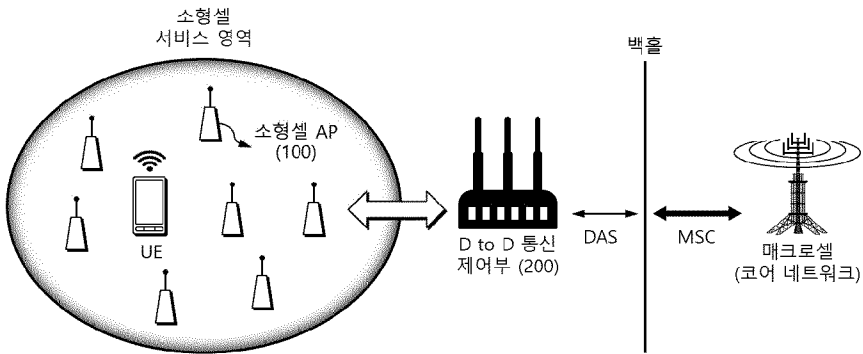 소형셀
서비스 영역
소형셀 AP
(100)
UE
D to D 통신
제어부 (200)
DAS
백홀
MSC
매크로셀
(코어 네트워크)